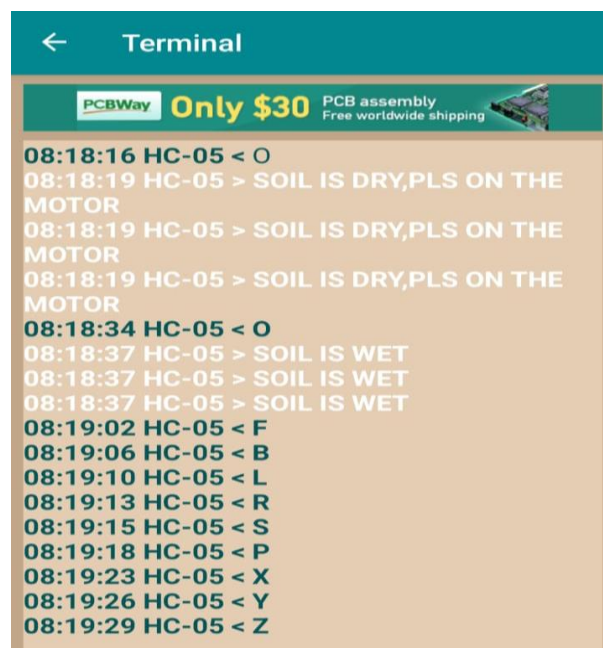 Terminal
PCBWay Only $30 PCB assembly
Free worldwide shipping
08:18:16 HC-05 < O
08:18:19 HC-05 > SOIL IS DRY,PLS ON THE
MOTOR
08:18:19 HC-05 > SOIL IS DRY,PLS ON THE
MOTOR
08:18:19 HC-05 > SOIL IS DRY,PLS ON THE
MOTOR
08:18:34 HC-05 < O
08:18:37 HC-05 > SOIL IS WET
08:18:37 HC-05 > SOIL IS WET
08:18:37 HC-05 > SOIL IS WET
08:19:02 HC-05 < F
08:19:06 HC-05 < B
08:19:10 HC-05 < L
08:19:13 HC-05 < R
08:19:15 HC-05 < S
08:19:18 HC-05 < P
08:19:23 HC-05 < X
08:19:26 HC-05 < Y
08:19:29 HC-05 < Z